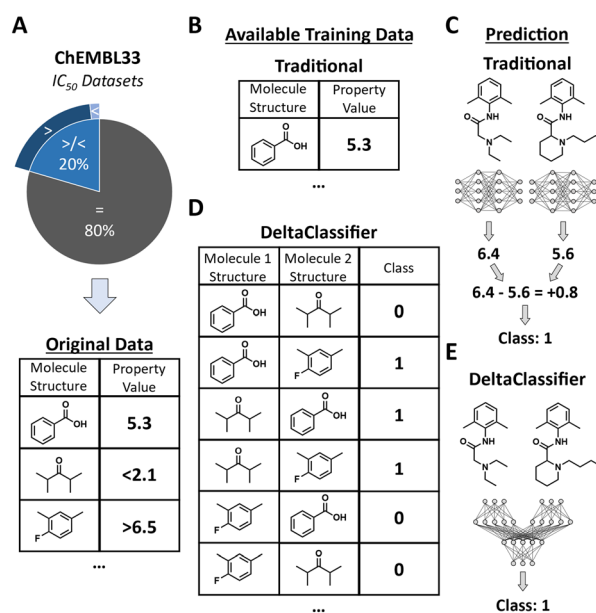 A
ChEMBL33
IC50 Datasets
>
<
>/<
20%
=
80%
Original Data
Molecule Structure
Property Value
O
OH
5.3
O
<2.1
F
>6.5
...
B
Available Training Data
Traditional
Molecule Structure
Property Value
O
OH
5.3
...
D
DeltaClassifier
Molecule 1 Structure
Molecule 2 Structure
Class
O
OH
O
0
O
OH
F
1
O
O
OH
1
O
F
1
F
O
OH
0
F
O
0
...
C
Prediction
Traditional
NH
O
N
O
NH
N
6.4
5.6
6.4 - 5.6 = +0.8
Class: 1
E
DeltaClassifier
NH
O
N
O
NH
N
Class: 1